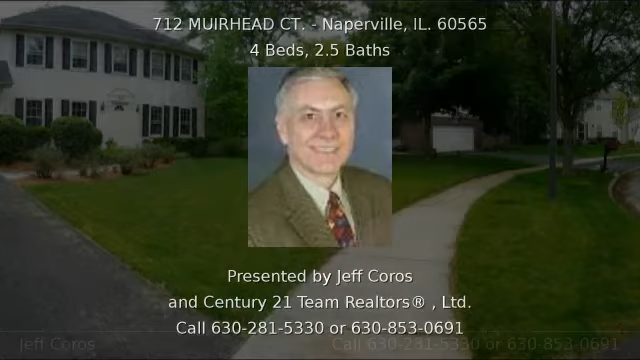 712 MUIRHEAD CT. - Naperville, IL. 60565
4 Beds, 2.5 Baths
Presented by Jeff Coros
and Century 21 Team Realtors® , Ltd.
Call 630-281-5330 or 630-853-0691
Jeff Coros
Call 630-281-5330 or 630-853-0691